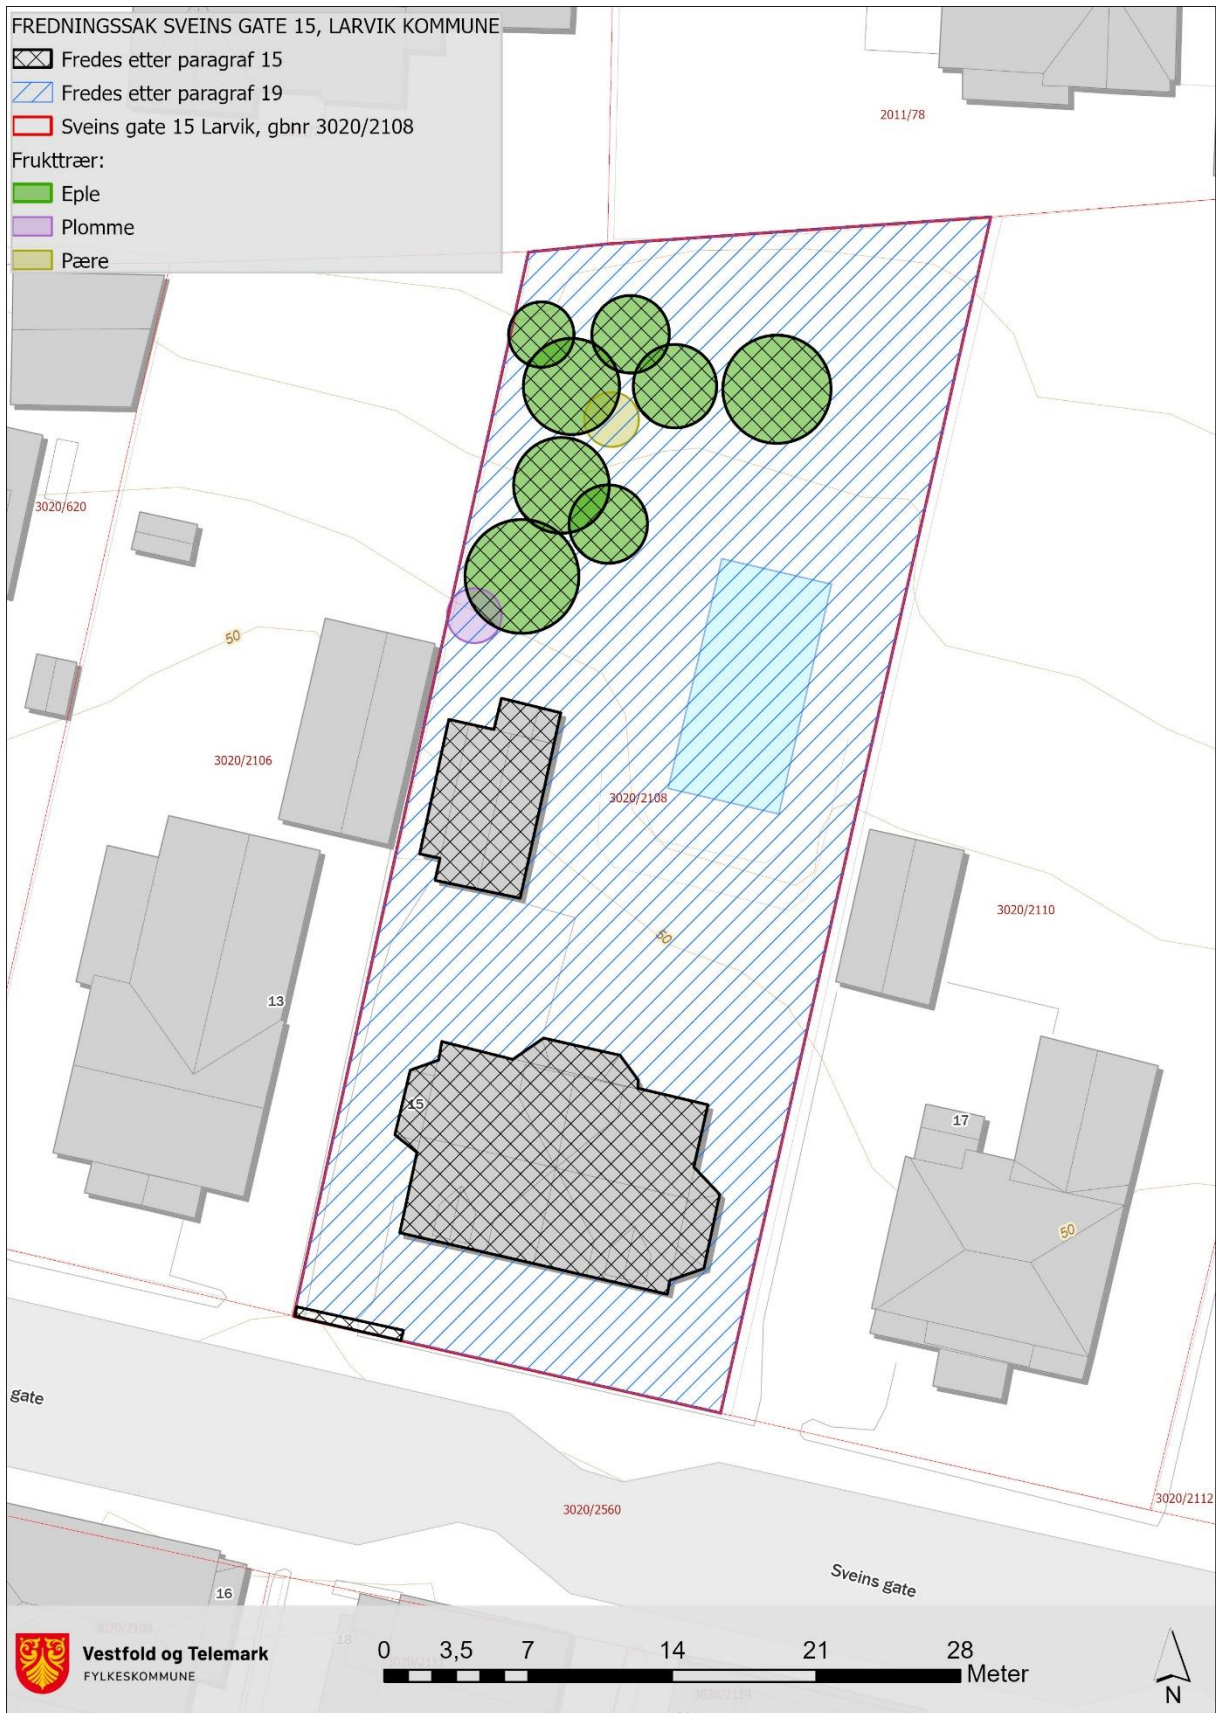 FREDNINGSSAK SVEINS GATE 15, LARVIK KOMMUNE
Fredes etter paragraf 15
Fredes etter paragraf 19
Sveins gate 15 Larvik, gbnr 3020/2108
Frukttrær:
Eple
Plomme
Pære
2011/78
3020/620
50
3020/2106
3020/2108
3020/2110
50
13
15
17
50
gate
3020/2112
3020/2560
Sveins gate
16
18
3020/2114
Vestfold og Telemark
FYLKESKOMMUNE
0 3,5 7 14 21 28
Meter
N